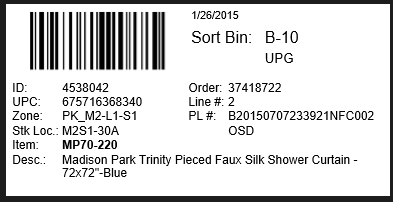 1/26/2015
Sort Bin: B-10
UPG
ID: 4538042 Order: 37418722
UPC: 675716368340 Line #: 2
Zone: PK_M2-L1-S1 PL #: B20150707233921NFC002
Stk Loc.: M2S1-30A OSD
Item: MP70-220
Desc.: Madison Park Trinity Pieced Faux Silk Shower Curtain -
72x72"-Blue